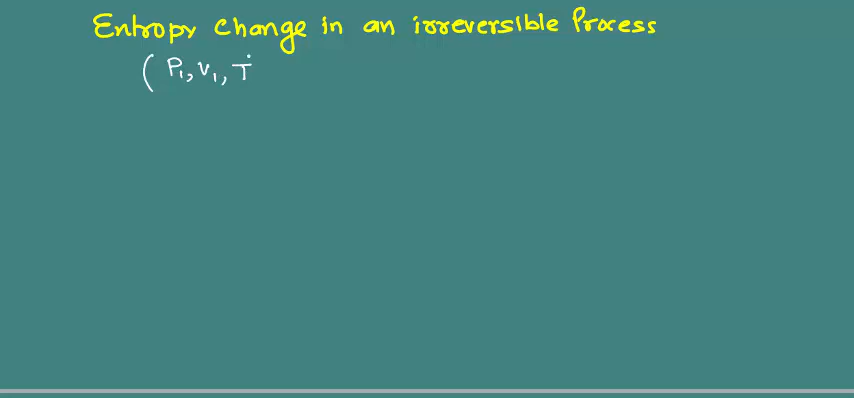 Entropy change in an irreversible Process
(P₁, V₁, T